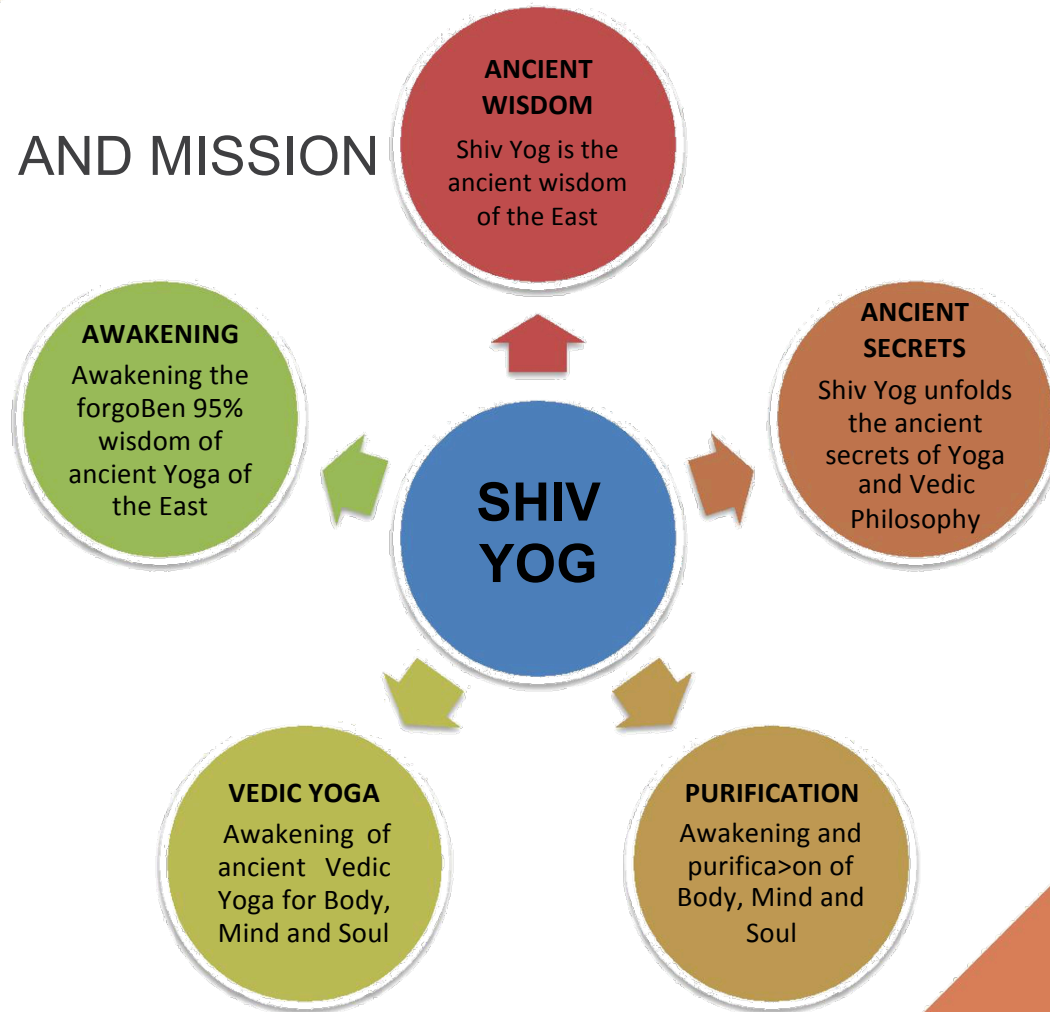 AND MISSION
ANCIENT
WISDOM
Shiv Yog is the
ancient wisdom
of the East
AWAKENING
Awakening the
forgoBen 95%
wisdom of
ancient Yoga of
the East
ANCIENT
SECRETS
Shiv Yog unfolds
the ancient
secrets of Yoga
and Vedic
Philosophy
SHIV
YOG
VEDIC YOGA
Awakening of
ancient Vedic
Yoga for Body,
Mind and Soul
PURIFICATION
Awakening and
purifica>on of
Body, Mind and
Soul